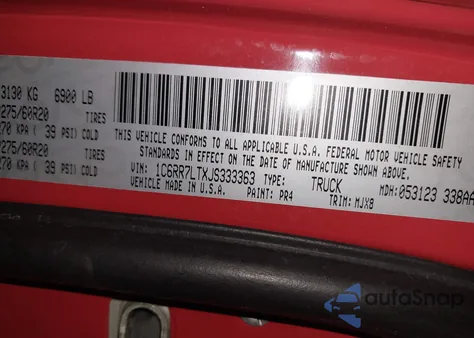 3130 KG 6900 LB
275/60R20 TIRES
270 KPA ( 39 PSI) COLD
275/60R20 TIRES
270 KPA ( 39 PSI) COLD
THIS VEHICLE CONFORMS TO ALL APPLICABLE U.S.A. FEDERAL MOTOR VEHICLE SAFETY
STANDARDS IN EFFECT ON THE DATE OF MANUFACTURE SHOWN ABOVE.
VIN: 1C6RR7LTXJS333363 TYPE: TRUCK MDH: 053123 338AA
VEHICLE MADE IN U.S.A. PAINT: PR4 TRIM: MJX8
autoSnap